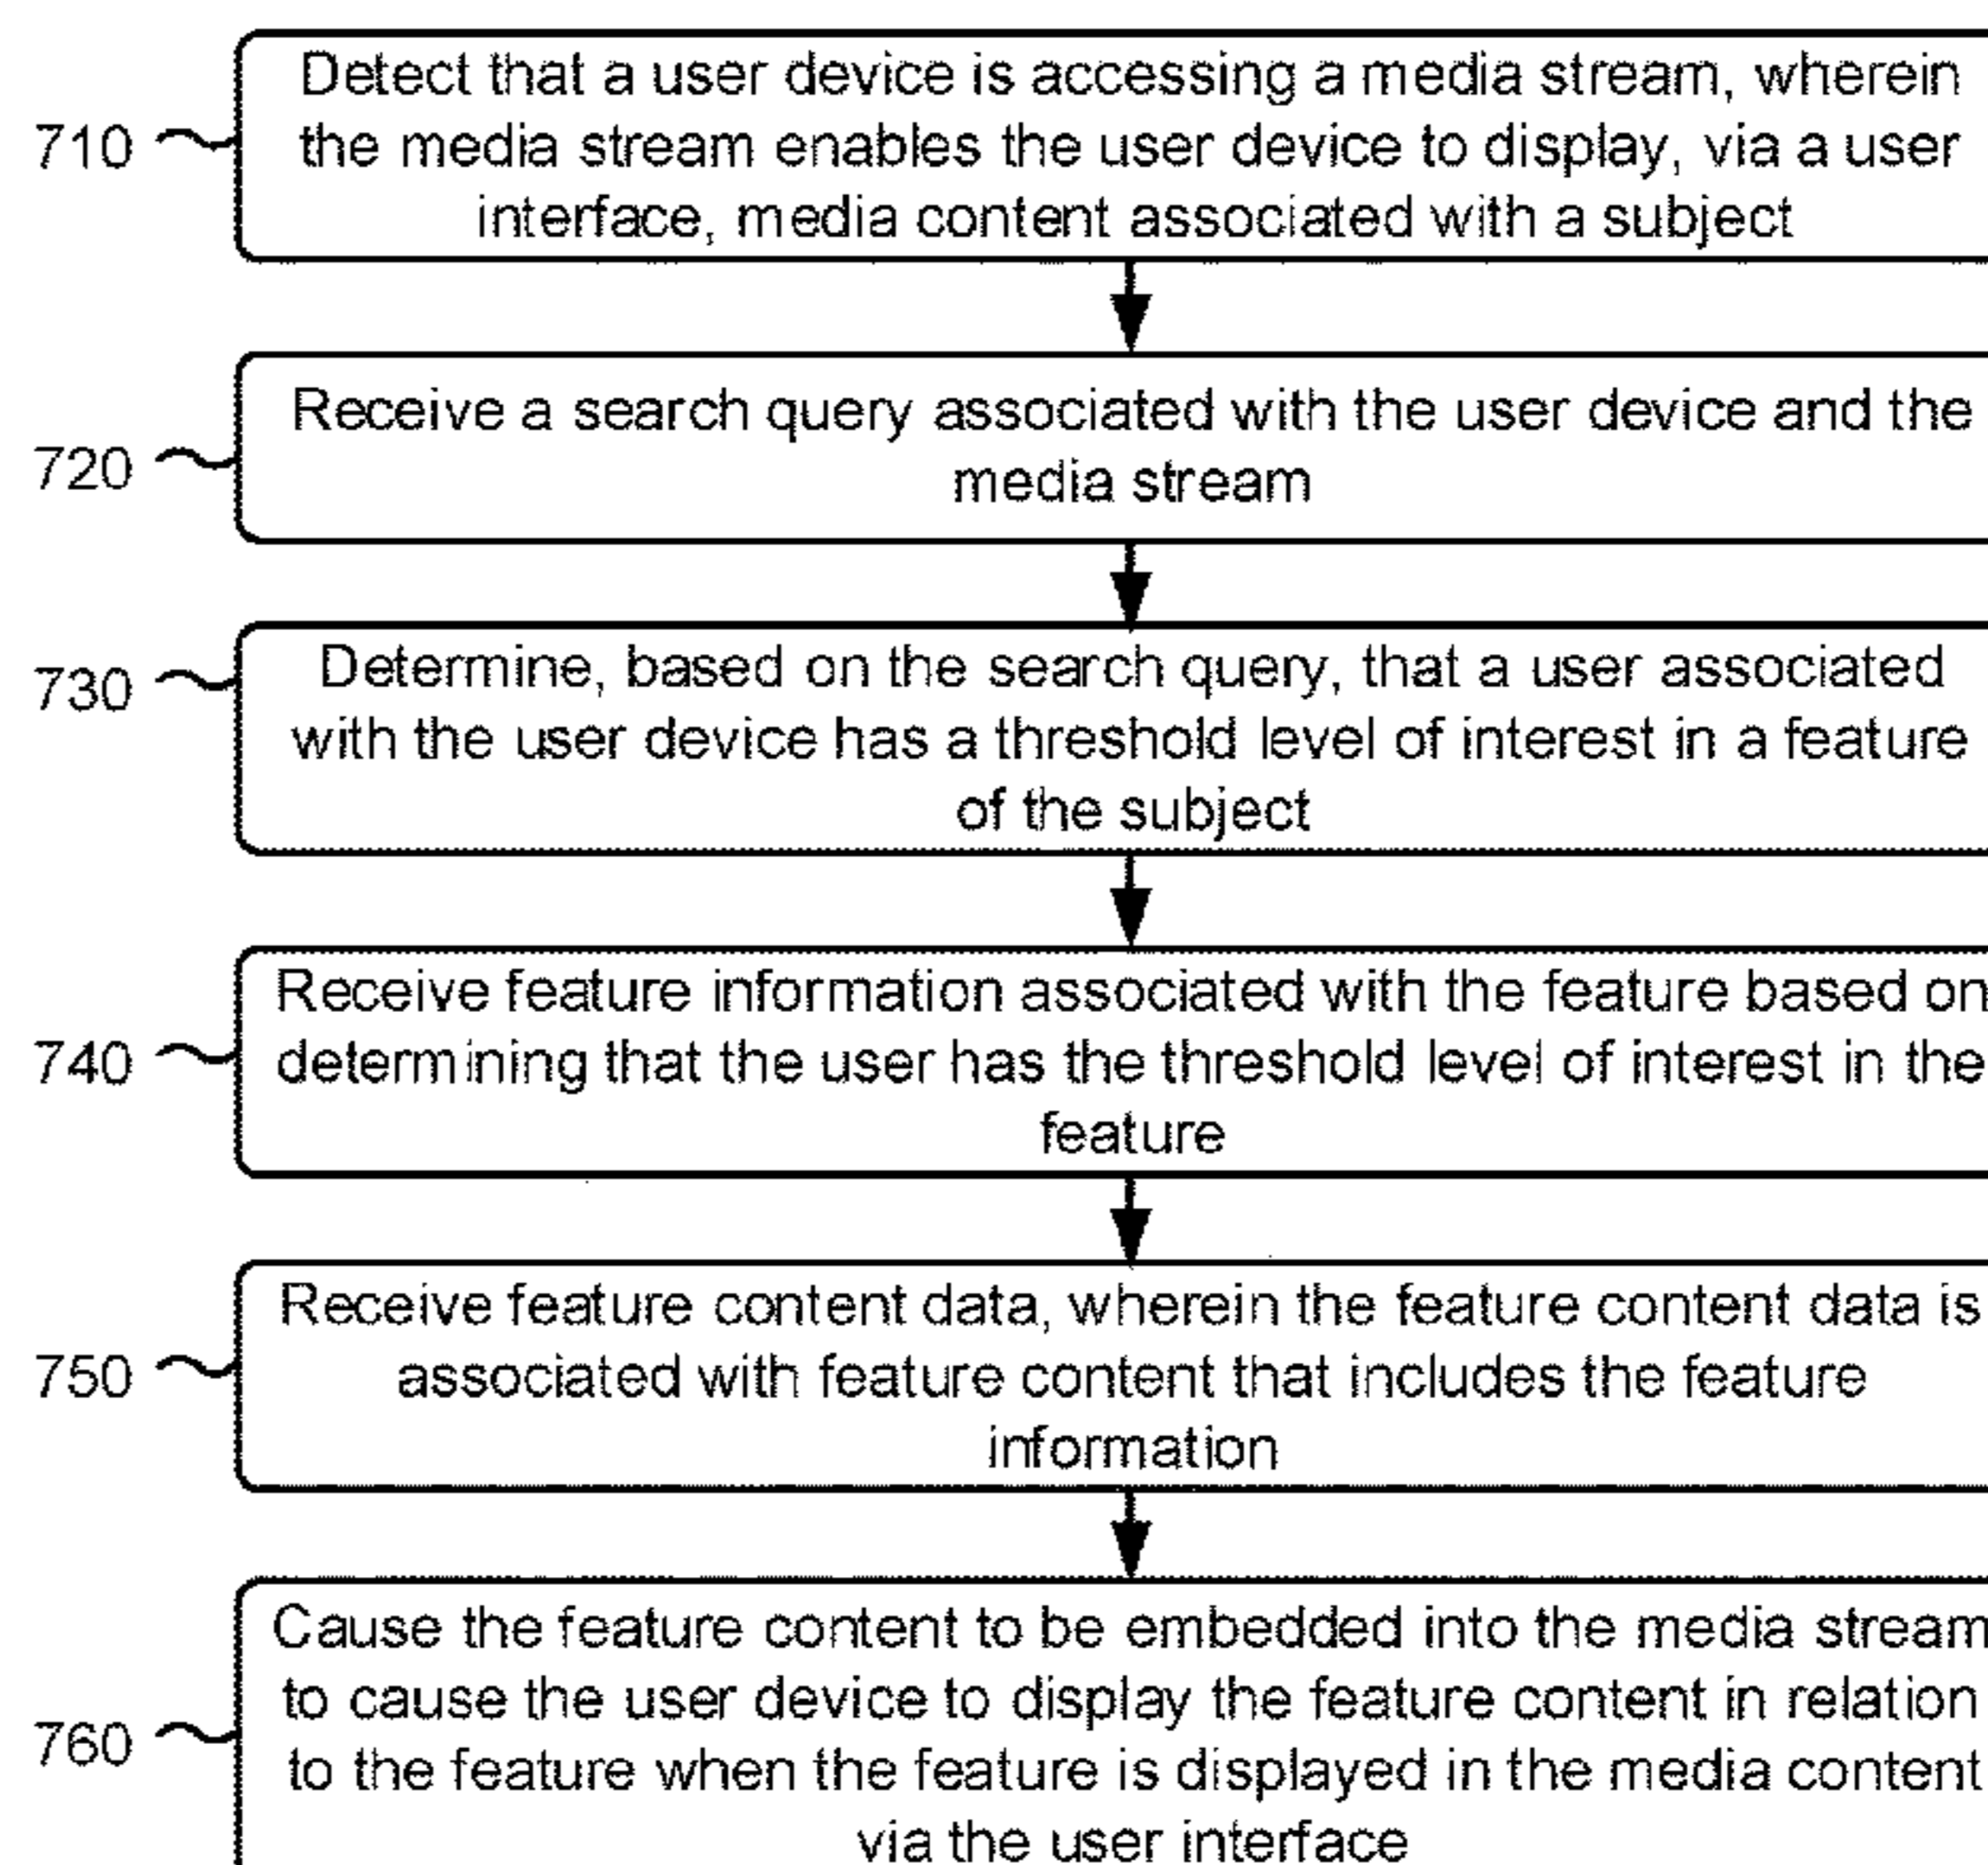 Detect that a user device is accessing a media stream, wherein
710
the media stream enables the user device to display, via a user
interface, media content associated with a subject
Receive a search query associated with the user device and the
720
media stream
Determine, based on the search query, that a user associated
730
with the user device has a threshold level of interest in a feature
of the subject
Receive feature information associated with the feature based on
740
determining that the user has the threshold level of interest in the
feature
Receive feature content data, wherein the feature content data is
750
associated with feature content that includes the feature
information
Cause the feature content to be embedded into the media stream
to cause the user device to display the feature content in relation
760
to the feature when the feature is displayed in the media content
via the user interface